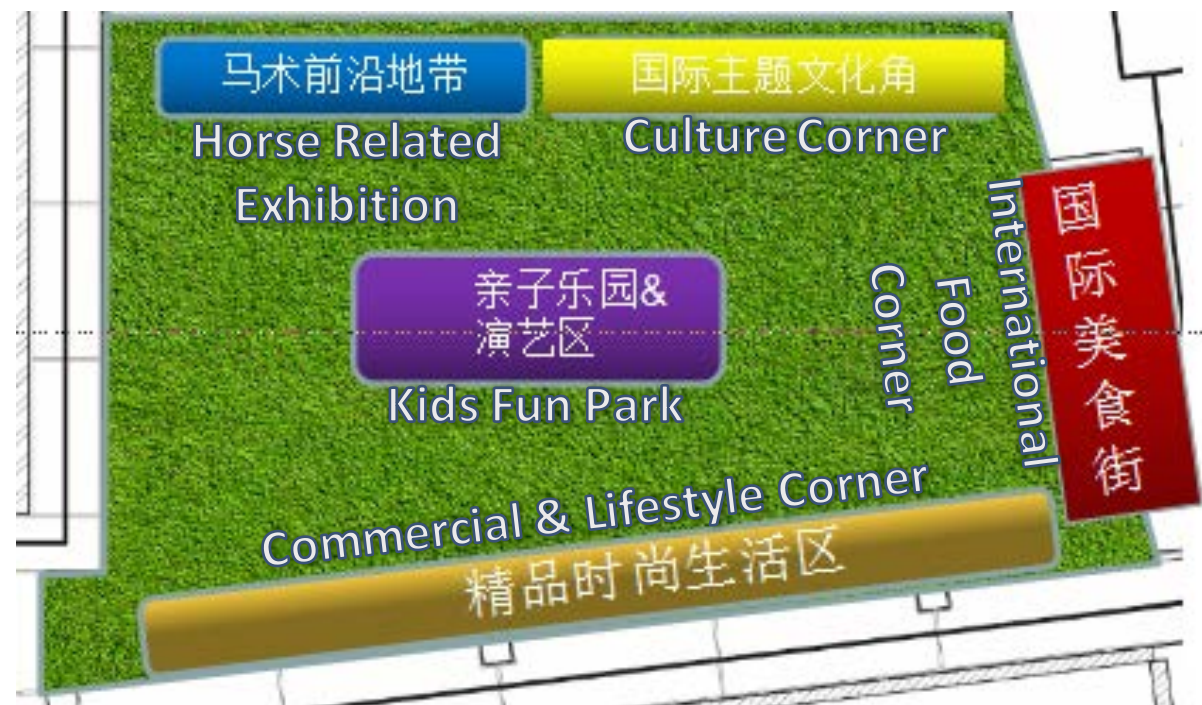 马术前沿地带
国际主题文化角
Horse Related
Exhibition
Culture Corner
亲子乐园&
演艺区
Kids Fun Park
International
Food
Corner
国际美食街
Commercial & Lifestyle Corner
精品时尚生活区